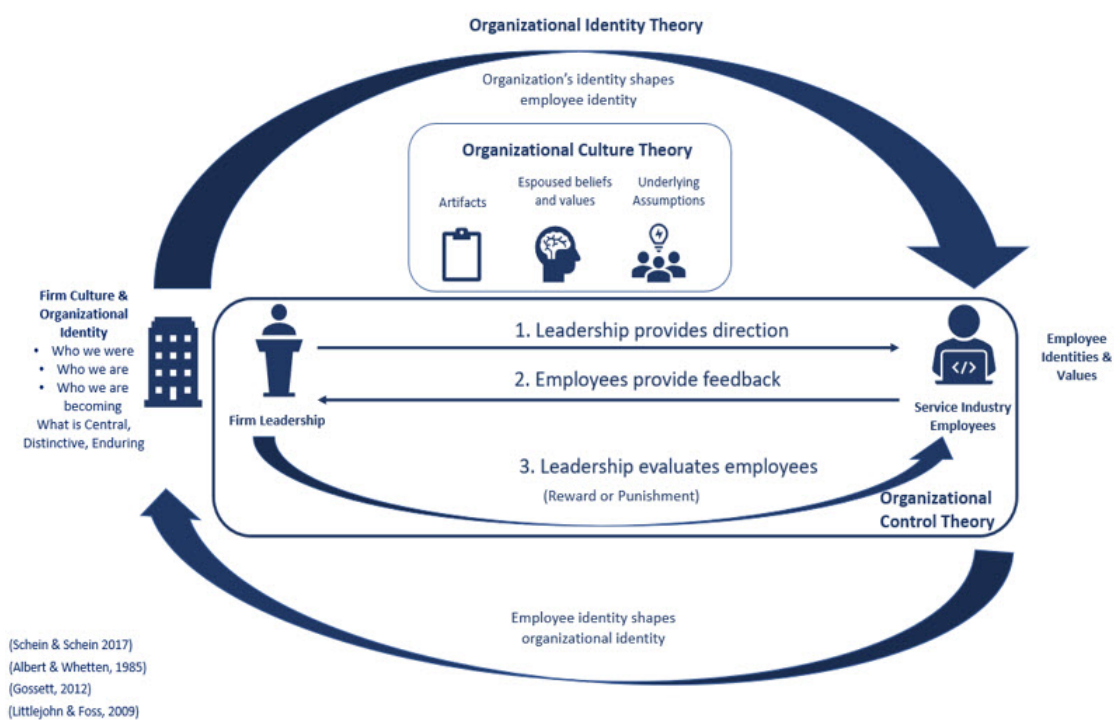 Organizational Identity Theory
Organization's identity shapes
employee identity
Organizational Culture Theory
Artifacts
Espoused beliefs
and values
Underlying
Assumptions
Firm Culture &
Organizational
Identity
• Who we were
• Who we are
• Who we are
becoming
What is Central,
Distinctive, Enduring
Firm Leadership
1. Leadership provides direction
2. Employees provide feedback
</>
Service Industry
Employees
Employee
Identities &
Values
3. Leadership evaluates employees
(Reward or Punishment)
Organizational
Control Theory
Employee identity shapes
organizational identity
(Schein & Schein 2017)
(Albert & Whetten, 1985)
(Gossett, 2012)
(Littlejohn & Foss, 2009)